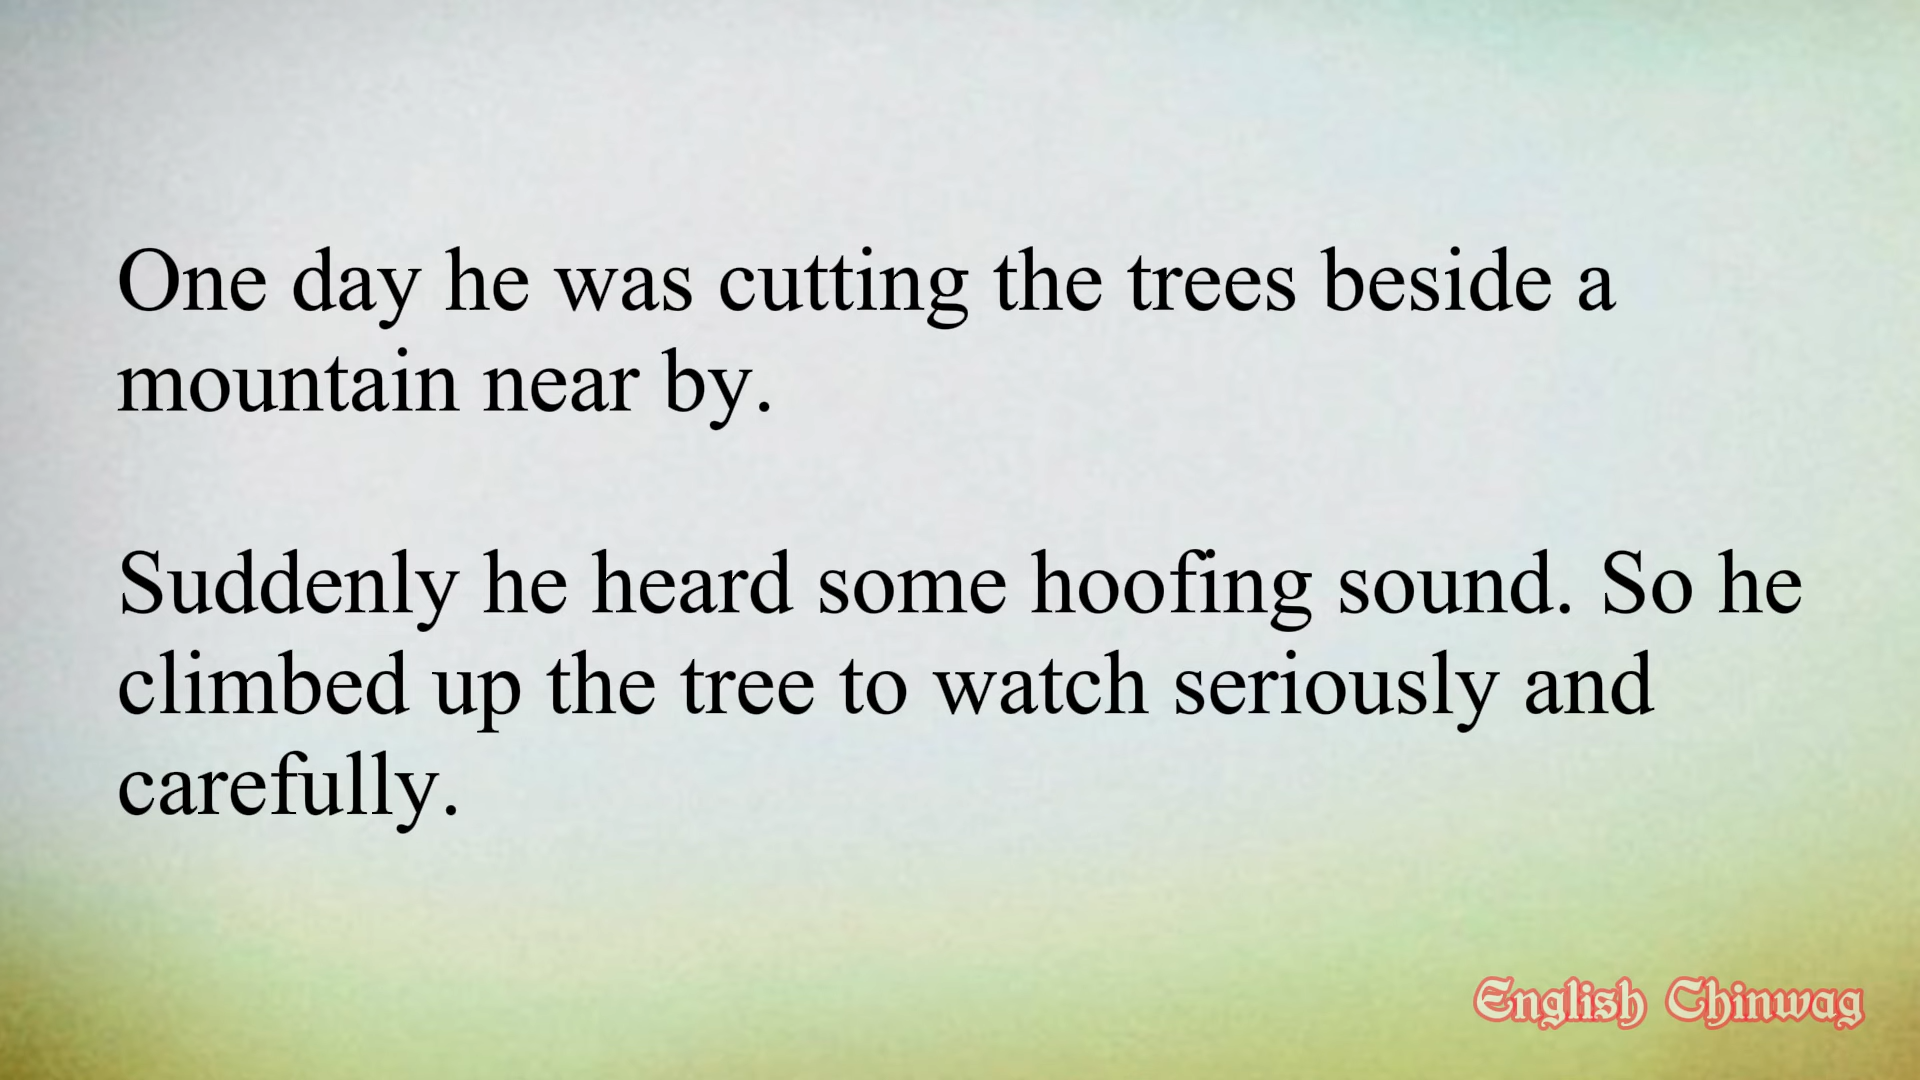 One day he was cutting the trees beside a
mountain near by.
Suddenly he heard some hoofing sound. So he
climbed up the tree to watch seriously and
carefully.
English Chinwag